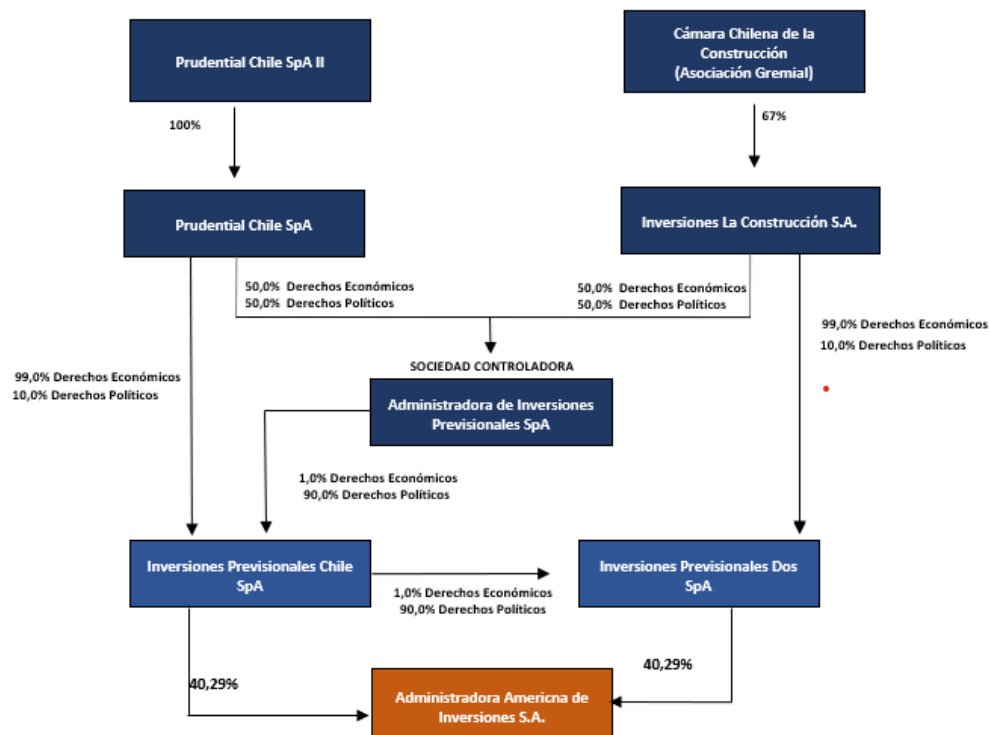 Prudential Chile SpA II
Cámara Chilena de la
Construcción
(Asociación Gremial)
100%
67%
Prudential Chile SpA
Inversiones La Construcción S.A.
50,0% Derechos Económicos
50,0% Derechos Políticos
50,0% Derechos Económicos
50,0% Derechos Políticos
99,0% Derechos Económicos
10,0% Derechos Políticos
SOCIEDAD CONTROLADORA
99,0% Derechos Económicos
10,0% Derechos Políticos
Administradora de Inversiones
Previsionales SpA
1,0% Derechos Económicos
90,0% Derechos Políticos
Inversiones Previsionales Chile
SpA
Inversiones Previsionales Dos
SpA
1,0% Derechos Económicos
90,0% Derechos Políticos
40,29%
40,29%
Administradora Americna de
Inversiones S.A.